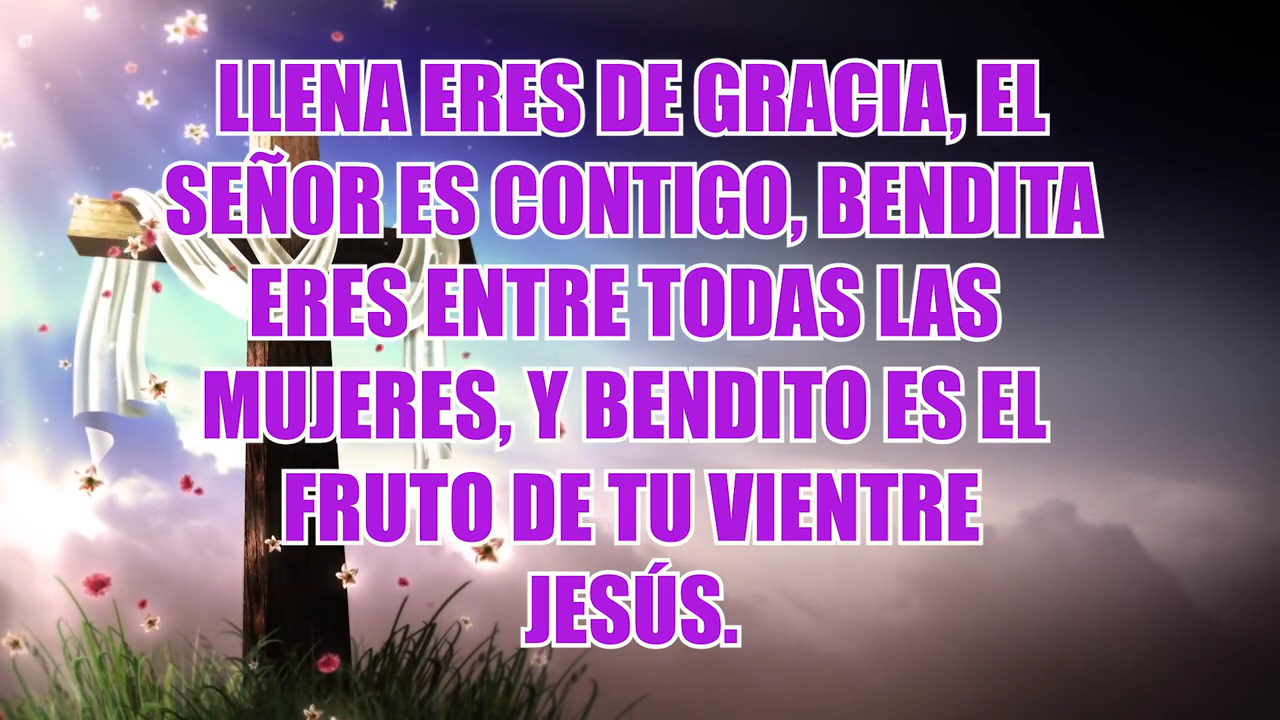 LLENA ERES DE GRACIA, EL
SEÑOR ES CONTIGO, BENDITA
ERES ENTRE TODAS LAS
MUJERES, Y BENDITO ES EL
FRUTO DE TU VIENTRE
JESÚS.